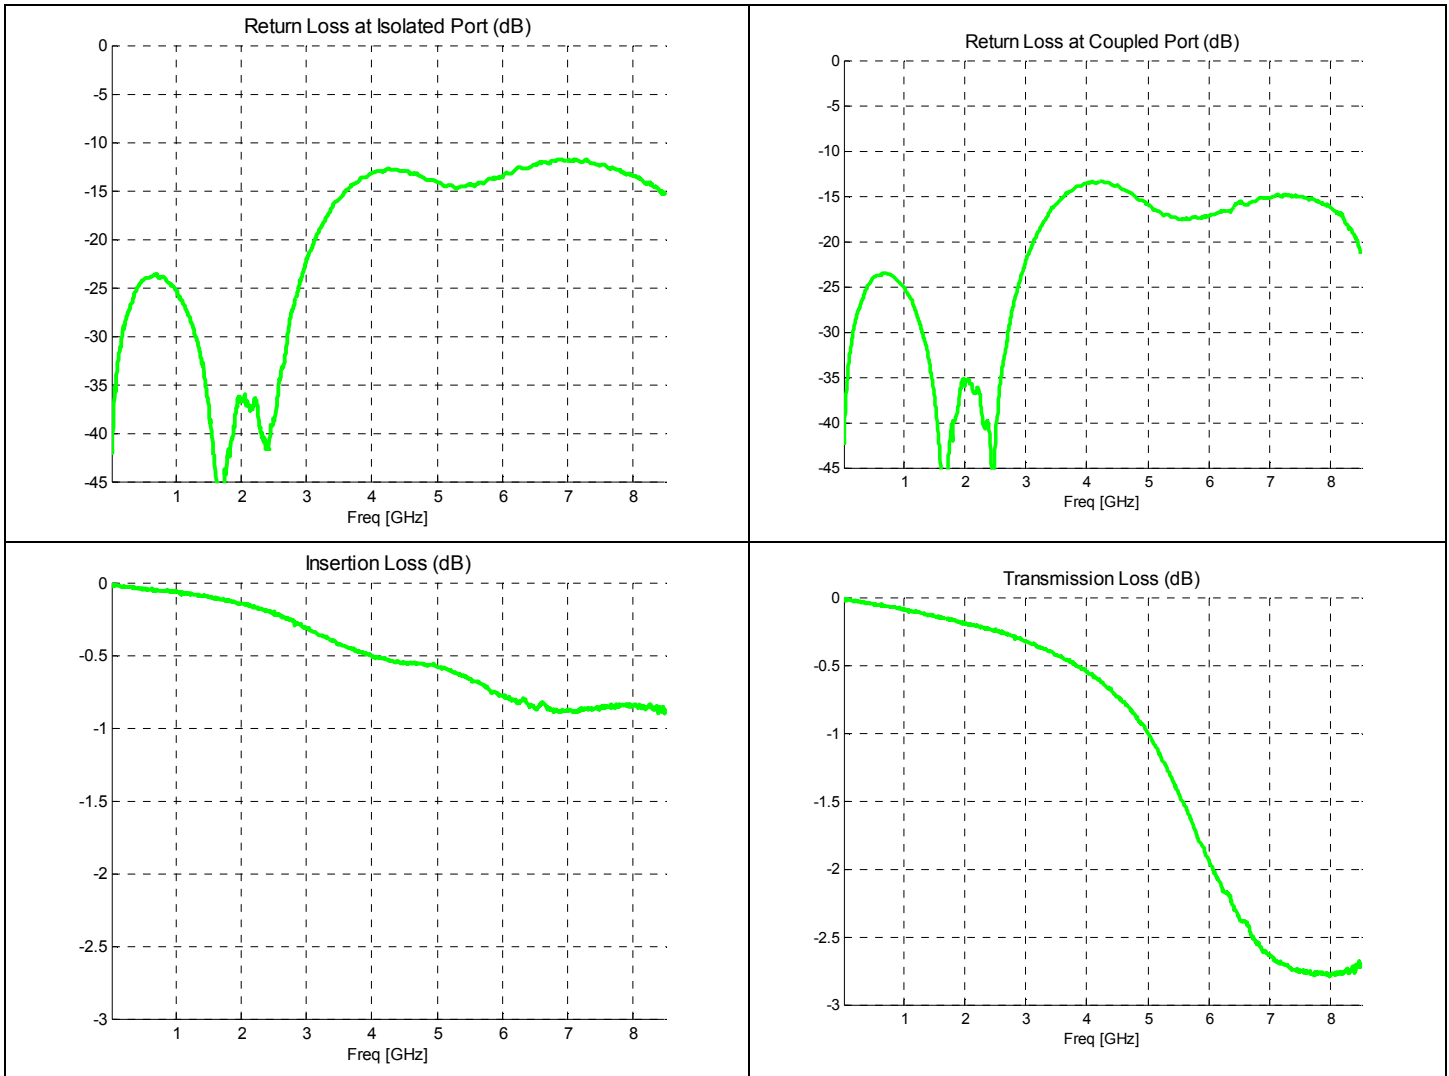 Return Loss at Isolated Port (dB)
0
-5
-10
-15
-20
-25
-30
-35
-40
-45
1 2 3 4 5 6 7 8
Freq [GHz]
Return Loss at Coupled Port (dB)
0
-5
-10
-15
-20
-25
-30
-35
-40
-45
1 2 3 4 5 6 7 8
Freq [GHz]
Insertion Loss (dB)
0
-0.5
-1
-1.5
-2
-2.5
-3
1 2 3 4 5 6 7 8
Freq [GHz]
Transmission Loss (dB)
0
-0.5
-1
-1.5
-2
-2.5
-3
1 2 3 4 5 6 7 8
Freq [GHz]